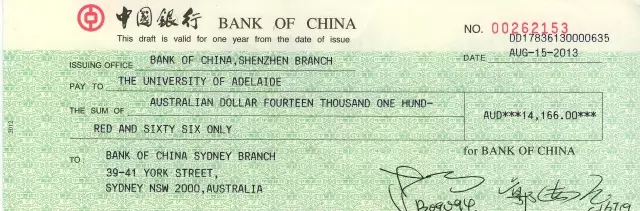 中國銀行 BANK OF CHINA
This draft is valid for one year from the date of issue
NO. 00262153
DD17836130000635
DATE AUG-15-2013
ISSUING OFFICE BANK OF CHINA,SHENZHEN BRANCH
PAY TO THE UNIVERSITY OF ADELAIDE
THE SUM OF AUSTRALIAN DOLLAR FOURTEEN THOUSAND ONE HUND-
RED AND SIXTY SIX ONLY
AUD***14,166.00***
TO BANK OF CHINA SYDNEY BRANCH
39-41 YORK STREET,
SYDNEY NSW 2000,AUSTRALIA
for BANK OF CHINA
2012